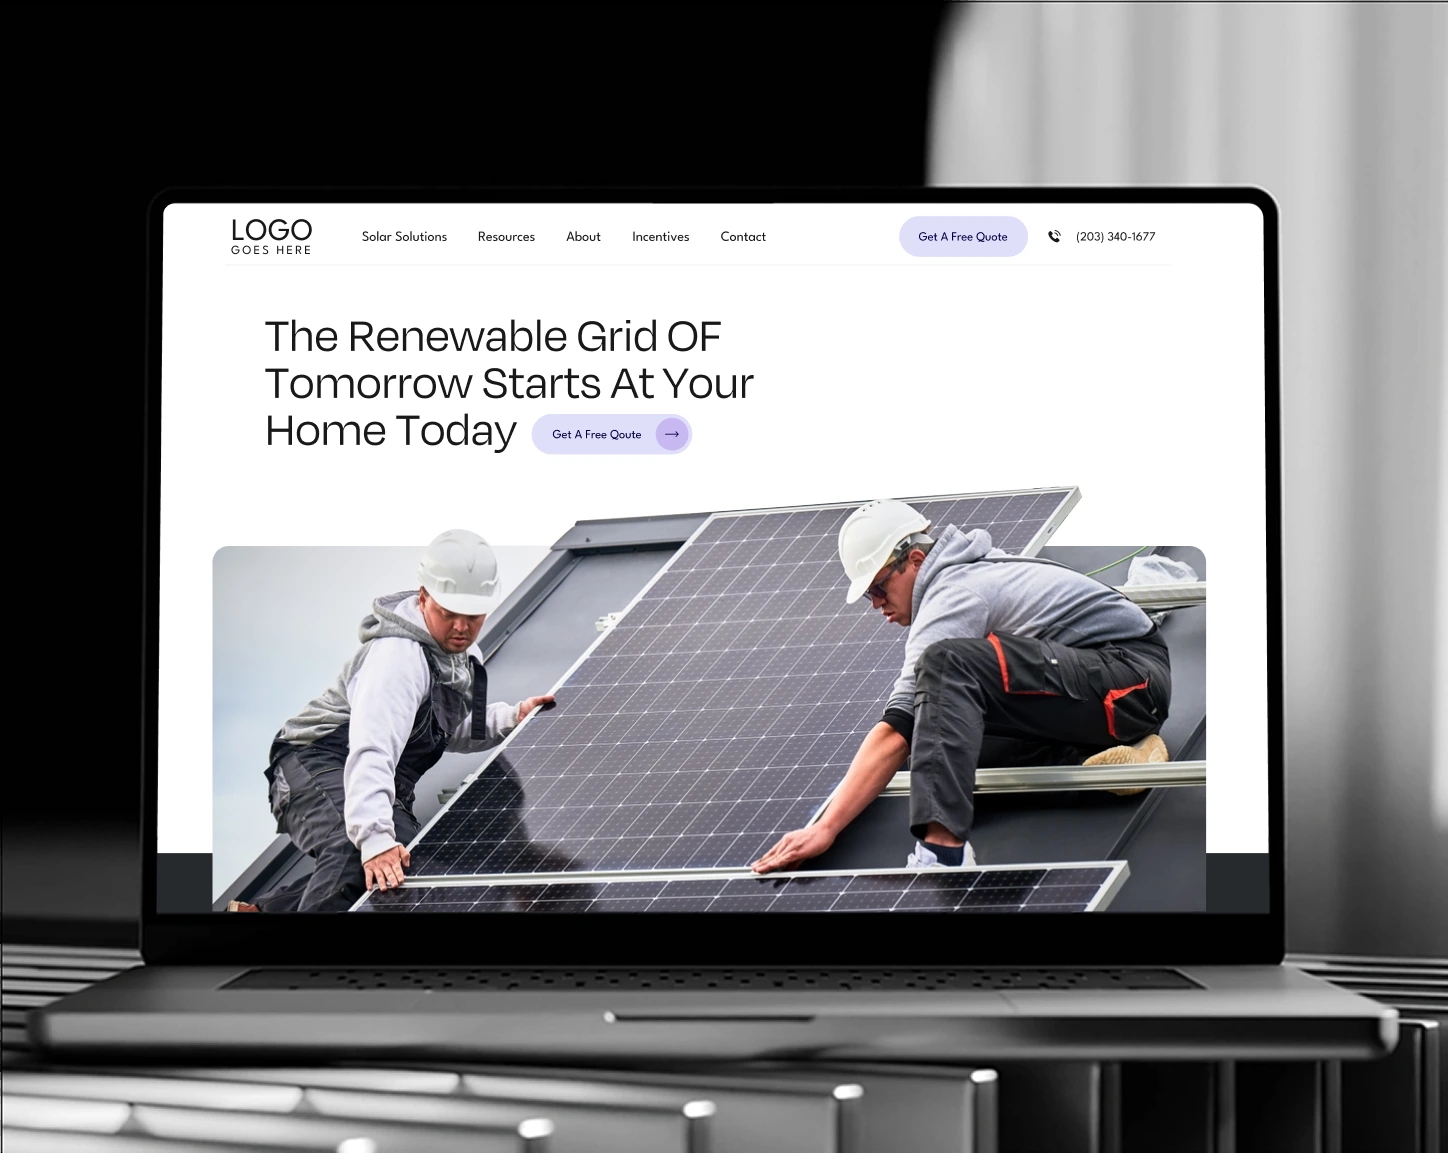 LOGO
GOES HERE
Solar Solutions
Resources
About
Incentives
Contact
Get A Free Quote
(203) 340-1677
The Renewable Grid OF
Tomorrow Starts At Your
Home Today
Get A Free Qoute